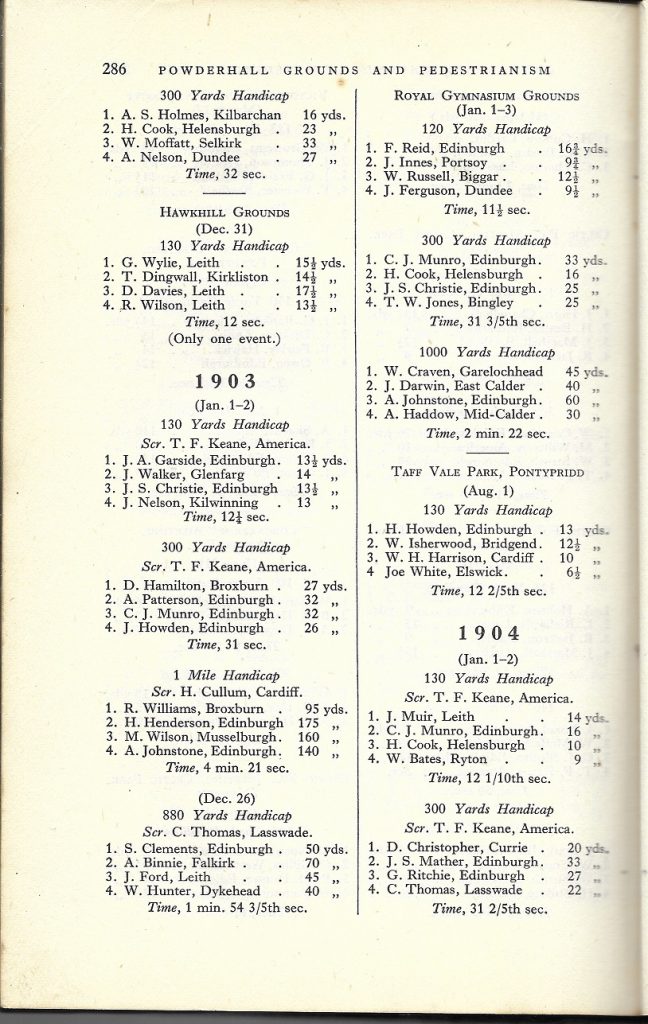 286 POWDERHALL GROUNDS AND PEDESTRIANISM
300 Yards Handicap
1. A. S. Holmes, Kilbarchan 16 yds.
2. H. Cook, Helensburgh . 23 „
3. W. Moffatt, Selkirk . 33 „
4. A. Nelson, Dundee . 27 „
Time, 32 sec.
HAWKHILL GROUNDS
(Dec. 31)
130 Yards Handicap
1. G. Wylie, Leith . . 15½ yds.
2. T. Dingwall, Kirkliston . 14½ „
3. D. Davies, Leith . . 17½ „
4. R. Wilson, Leith . . 13½ „
Time, 12 sec.
(Only one event.)
1903
(Jan. 1-2)
130 Yards Handicap
Scr. T. F. Keane, America.
1. J. A. Garside, Edinburgh. 13½ yds.
2. J. Walker, Glenfarg . 14 „
3. J. S. Christie, Edinburgh 13½ „
4. J. Nelson, Kilwinning . 13 „
Time, 12¼ sec.
300 Yards Handicap
Scr. T. F. Keane, America.
1. D. Hamilton, Broxburn . 27 yds.
2. A. Patterson, Edinburgh . 32 „
3. C. J. Munro, Edinburgh . 32 „
4. J. Howden, Edinburgh . 26 „
Time, 31 sec.
1 Mile Handicap
Scr. H. Cullum, Cardiff.
1. R. Williams, Broxburn . 95 yds.
2. H. Henderson, Edinburgh 175 „
3. M. Wilson, Musselburgh. 160 „
4. A. Johnstone, Edinburgh. 140 „
Time, 4 min. 21 sec.
(Dec. 26)
880 Yards Handicap
Scr. C. Thomas, Lasswade.
1. S. Clements, Edinburgh . 50 yds.
2. A. Binnie, Falkirk . . 70 „
3. J. Ford, Leith . . 45 „
4. W. Hunter, Dykehead . 40 „
Time, 1 min. 54 3/5th sec.
ROYAL GYMNASIUM GROUNDS
(Jan. 1-3)
120 Yards Handicap
1. F. Reid, Edinburgh . 16¾ yds.
2. J. Innes, Portsoy . . 9¾ „
3. W. Russell, Biggar . . 12½ „
4. J. Ferguson, Dundee . 9½ „
Time, 11½ sec.
300 Yards Handicap
1. C. J. Munro, Edinburgh. 33 yds.
2. H. Cook, Helensburgh . 16 „
3. J. S. Christie, Edinburgh. 25 „
4. T. W. Jones, Bingley . 25 „
Time, 31 3/5th sec.
1000 Yards Handicap
1. W. Craven, Garelochhead 45 yds.
2. J. Darwin, East Calder . 40 „
3. A. Johnstone, Edinburgh. 60 „
4. A. Haddow, Mid-Calder . 30 „
Time, 2 min. 22 sec.
TAFF VALE PARK, PONTYPRIDD
(Aug. 1)
130 Yards Handicap
1. H. Howden, Edinburgh . 13 yds.
2. W. Isherwood, Bridgend. 12½ „
3. W. H. Harrison, Cardiff . 10 „
4 Joe White, Elswick. . 6½ „
Time, 12 2/5th sec.
1904
(Jan. 1-2)
130 Yards Handicap
Scr. T. F. Keane, America.
1. J. Muir, Leith . . 14 yds.
2. C. J. Munro, Edinburgh. 16 „
3. H. Cook, Helensburgh . 10 „
4. W. Bates, Ryton . . 9 „
Time, 12 1/10th sec.
300 Yards Handicap
Scr. T. F. Keane, America.
1. D. Christopher, Currie . 20 yds.
2. J. S. Mather, Edinburgh. 33 „
3. G. Ritchie, Edinburgh . 27 „
4. C. Thomas, Lasswade . 22 „
Time, 31 2/5th sec.